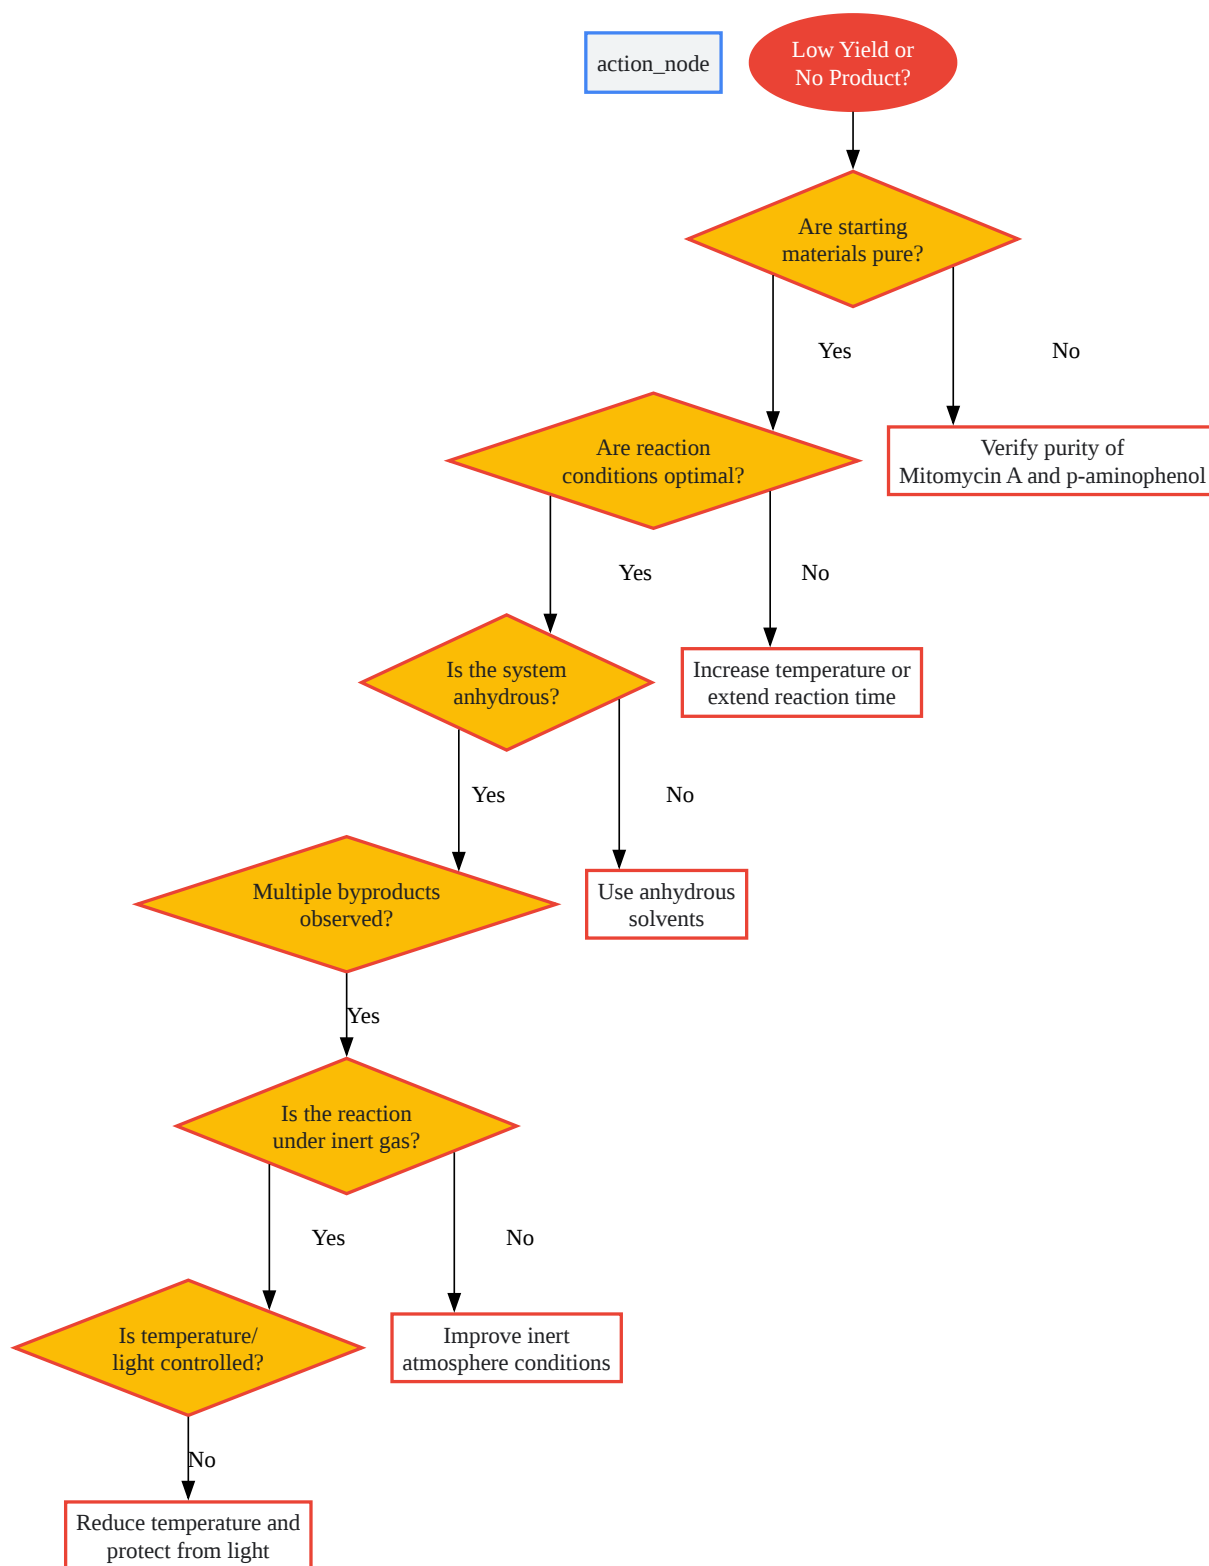 action_node
Low Yield or
No Product?
Are starting
materials pure?
Yes
No
Are reaction
conditions optimal?
Verify purity of
Mitomycin A and p-aminophenol
Yes
No
Is the system
anhydrous?
Increase temperature or
extend reaction time
Yes
No
Multiple byproducts
observed?
Use anhydrous
solvents
Yes
Is the reaction
under inert gas?
Yes
No
Is temperature/
light controlled?
Improve inert
atmosphere conditions
No
Reduce temperature and
protect from light